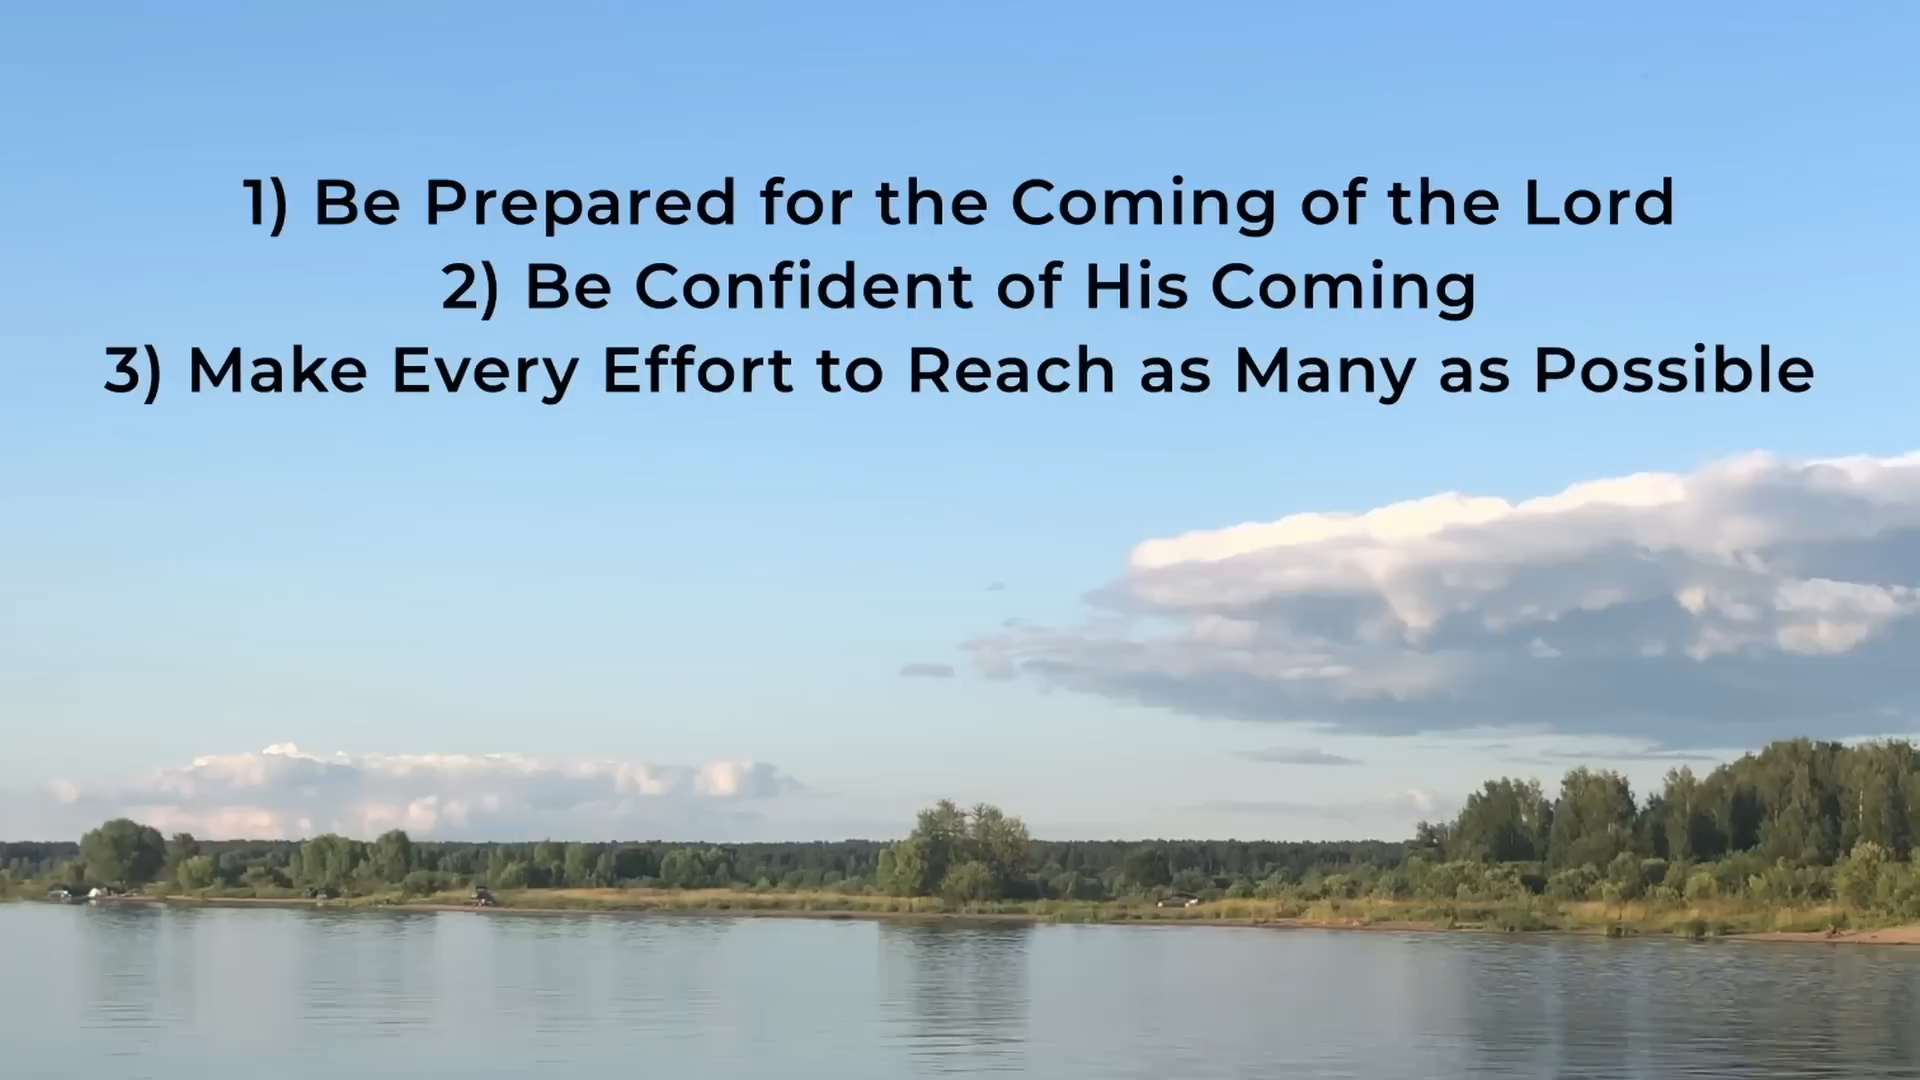 1) Be Prepared for the Coming of the Lord
2) Be Confident of His Coming
3) Make Every Effort to Reach as Many as Possible